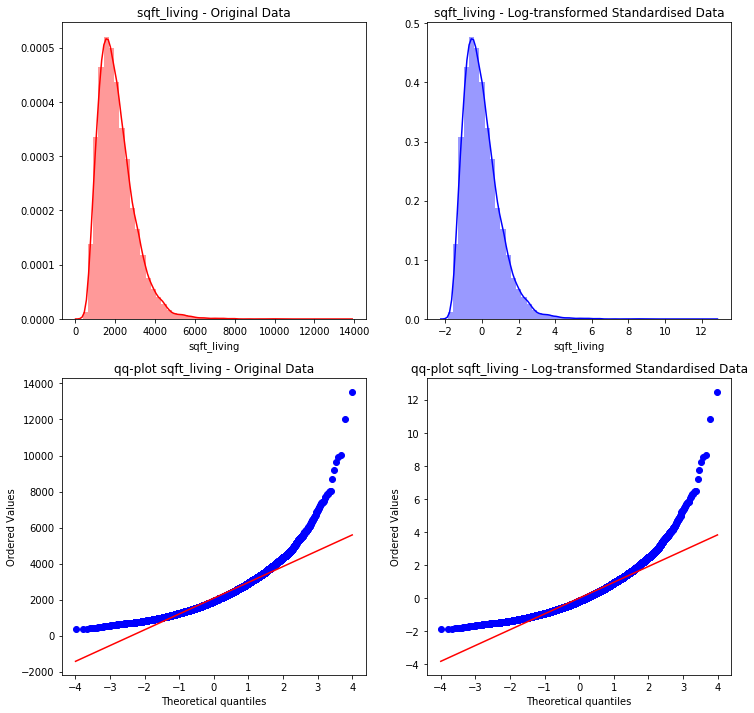 sqft_living - Original Data
0.0005
0.0004
0.0003
0.0002
0.0001
0.0000
0 2000 4000 6000 8000 10000 12000 14000
sqft_living
sqft_living - Log-transformed Standardised Data
0.5
0.4
0.3
0.2
0.1
0.0
−2 0 2 4 6 8 10 12
sqft_living
qq-plot sqft_living - Original Data
Ordered Values
14000
12000
10000
8000
6000
4000
2000
0
−2000
−4 −3 −2 −1 0 1 2 3 4
Theoretical quantiles
qq-plot sqft_living - Log-transformed Standardised Data
Ordered Values
12
10
8
6
4
2
0
−2
−4
−4 −3 −2 −1 0 1 2 3 4
Theoretical quantiles